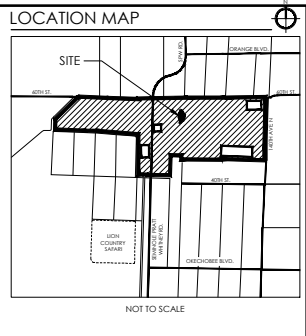 LOCATION MAP
N
SITE
SPW RD.
ORANGE BLVD.
60TH ST.
60TH ST.
140TH AVE N
40TH ST.
LION
COUNTRY
SAFARI
SEMINOLE PRATT
WHITNEY RD.
OKECHOBEE BLVD.
NOT TO SCALE